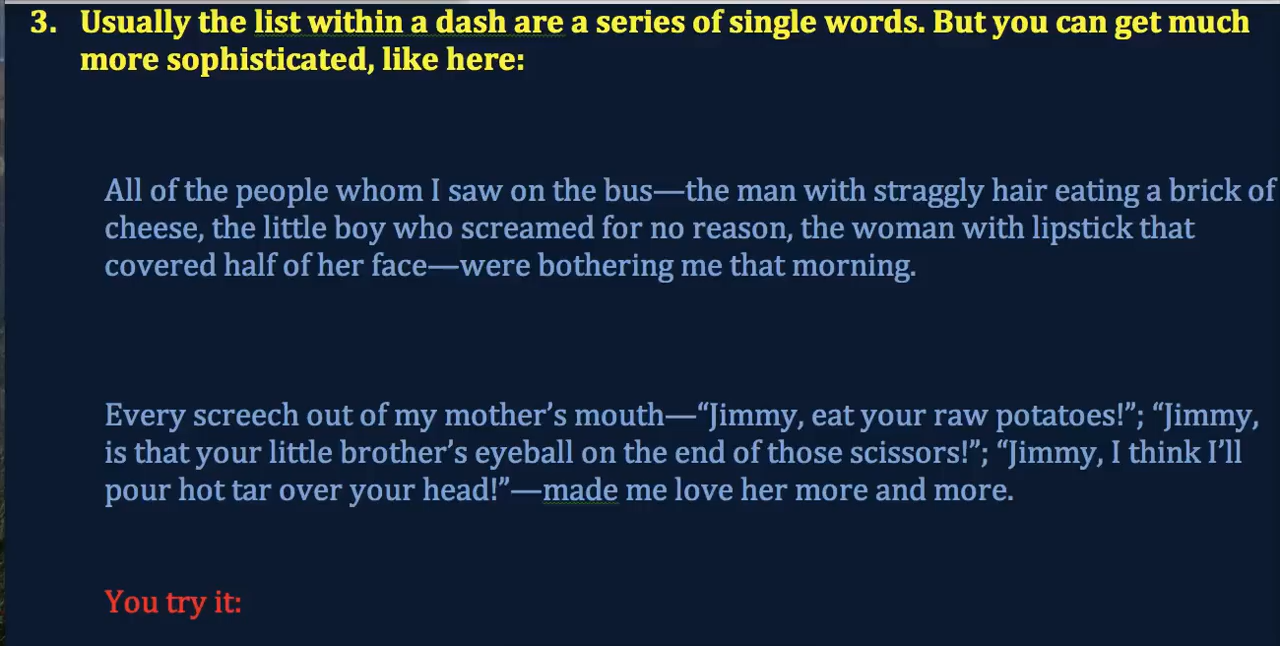 3. Usually the list within a dash are a series of single words. But you can get much
more sophisticated, like here:
All of the people whom I saw on the bus—the man with straggly hair eating a brick of
cheese, the little boy who screamed for no reason, the woman with lipstick that
covered half of her face—were bothering me that morning.
Every screech out of my mother’s mouth—“Jimmy, eat your raw potatoes!”; “Jimmy,
is that your little brother’s eyeball on the end of those scissors!”; “Jimmy, I think I’ll
pour hot tar over your head!”—made me love her more and more.
You try it: